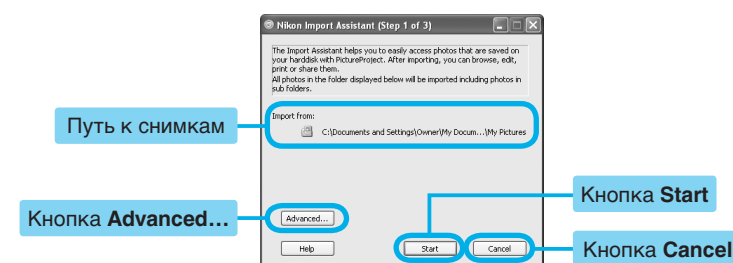 Nikon Import Assistant (Step 1 of 3)
The Import Assistant helps you to easily access photos that are saved on
your harddisk with PictureProject. After importing, you can browse, edit,
print or share them.
All photos in the folder displayed below will be imported including photos in
sub folders.
Путь к снимкам
Import from:
C:\Documents and Settings\Owner\My Docum...\My Pictures
Кнопка Advanced...
Advanced...
Кнопка Start
Help
Start
Cancel
Кнопка Cancel